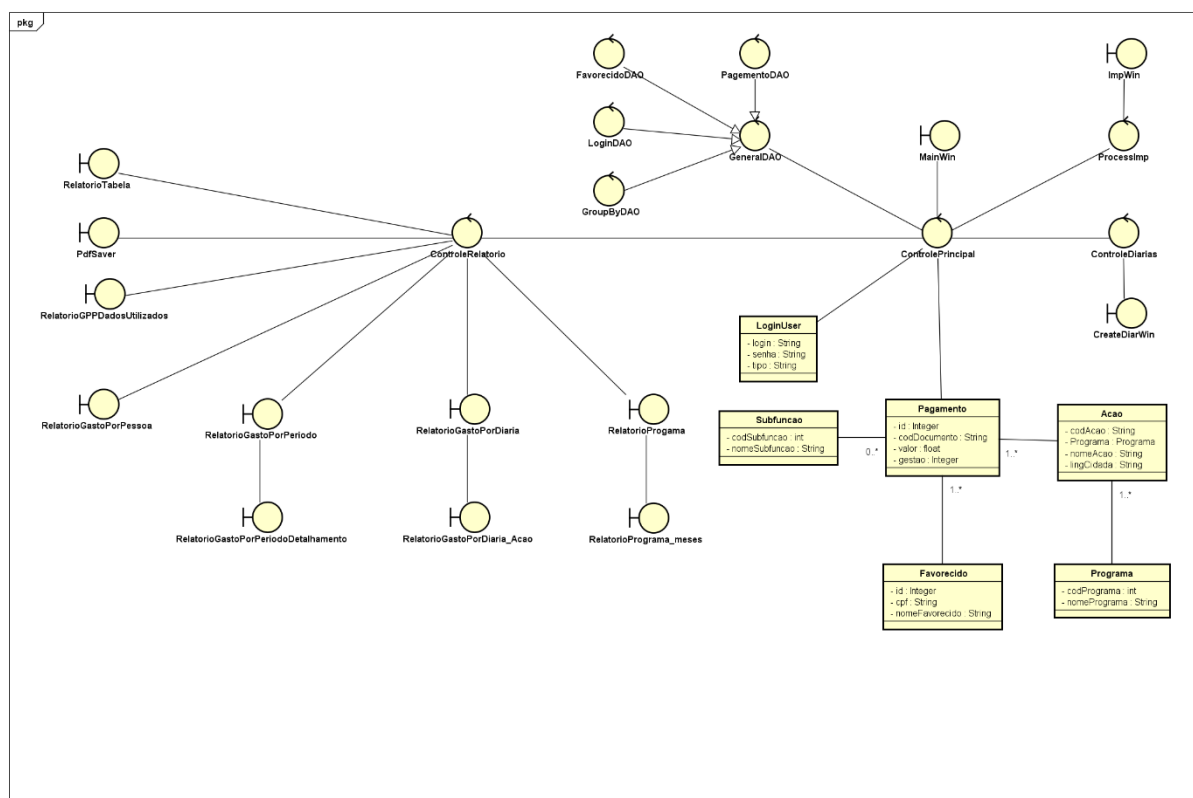 pkg
FavorecidoDAO
PagementoDAO
ImpWin
LoginDAO
GeneralDAO
MainWin
ProcessImp
RelatorioTabela
GroupByDAO
PdfSaver
ControleRelatorio
ControlePrincipal
ControleDiarias
RelatorioGPPDadosUtilizados
LoginUser
- login : String
- senha : String
- tipo : String
CreateDiarWin
RelatorioGastoPorPessoa
RelatorioGastoPorPeriodo
RelatorioGastoPorDiaria
RelatorioProgama
Subfuncao
- codSubfuncao : int
- nomeSubfuncao : String
0..*
Pagamento
- id : Integer
- codDocumento : String
- valor : float
- gestao : Integer
1..*
1..*
Acao
- codAcao : String
- Programa : Programa
- nomeAcao : String
- lingCidada : String
RelatorioGastoPorPeriodoDetalhamento
RelatorioGastoPorDiaria_Acao
RelatorioPrograma_meses
Favorecido
- id : Integer
- cpf : String
- nomeFavorecido : String
Programa
- codPrograma : int
- nomePrograma : String